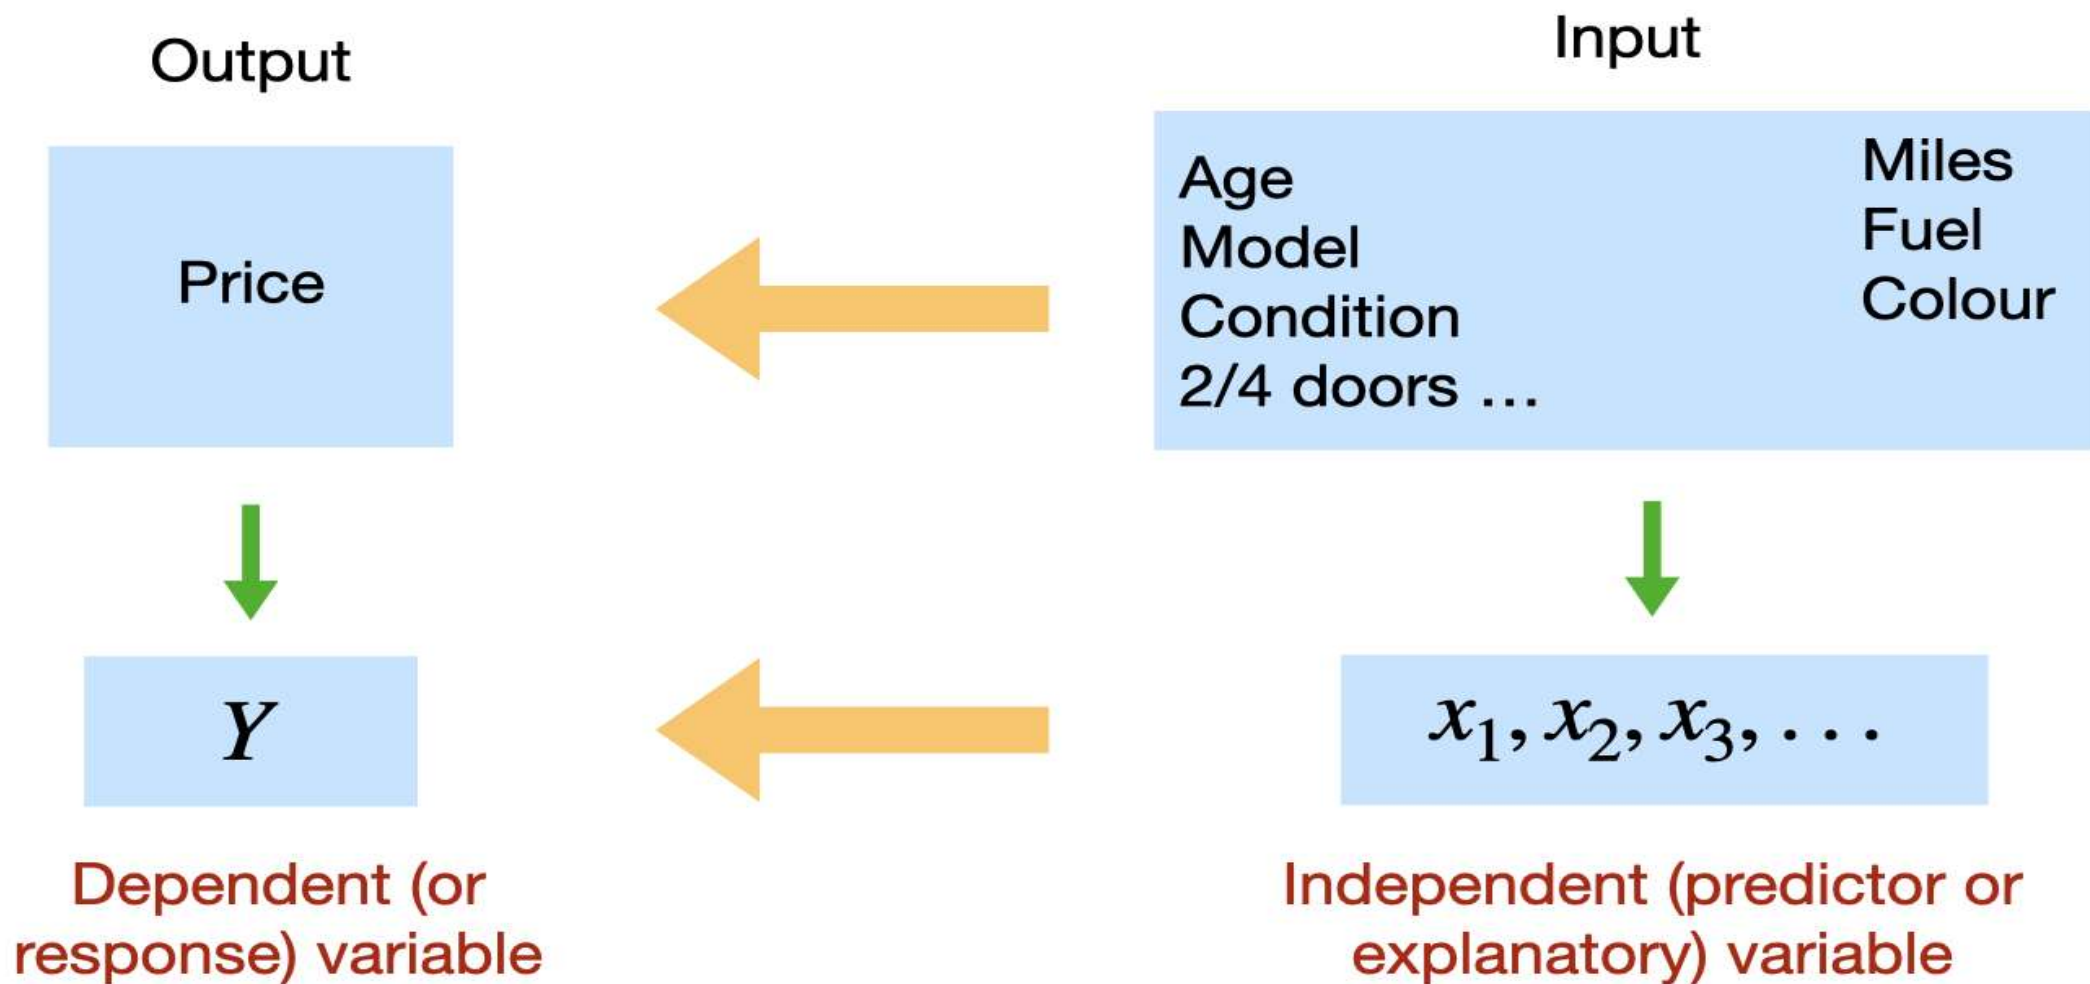 Output
Input
Price
Age
Model
Condition
2/4 doors ...
Miles
Fuel
Colour
Y
x₁, x₂, x₃, . . .
Dependent (or
response) variable
Independent (predictor or
explanatory) variable